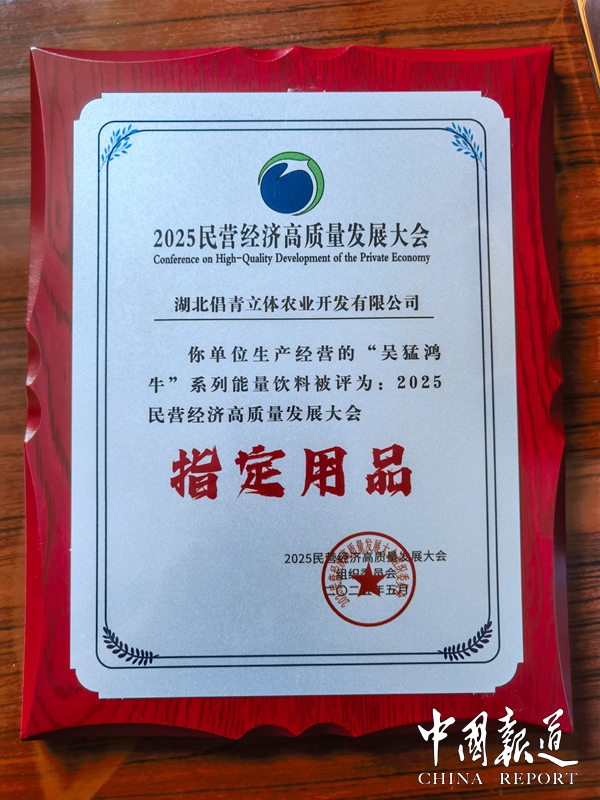 2025民营经济高质量发展大会
Conference on High-Quality Development of the Private Economy
湖北倡青立体农业开发有限公司
你单位生产经营的“吴猛鸿
牛”系列能量饮料被评为：2025
民营经济高质量发展大会
指定用品
2025民营经济高质量发展大会
组织委员会
二〇二五年五月
中國報道
CHINA REPORT